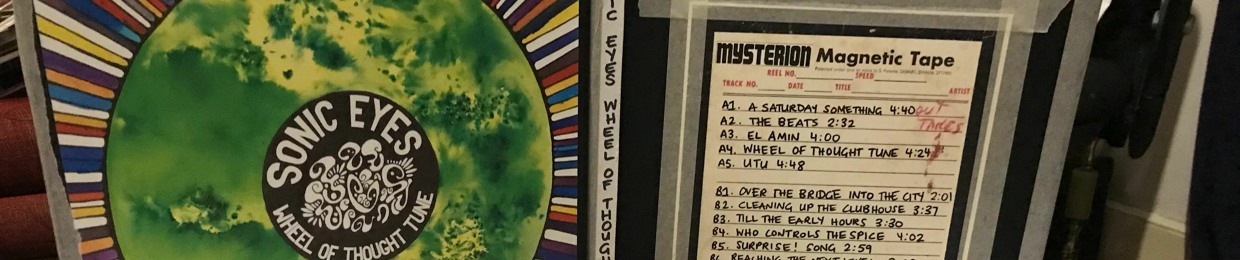 SONIC EYES
WHEEL OF THOUGHT TUNE
IC EYES WHEEL OF THOUGH
MYSTERION Magnetic Tape
REEL NO. SPEED
TRACK NO. DATE TITLE ARTIST
A1. A SATURDAY SOMETHING 4:40
OUT
TAKES
A2. THE BEATS 2:32
A3. EL AMIN 4:00
A4. WHEEL OF THOUGHT TUNE 4:24
A5. UTU 4:48
B1. OVER THE BRIDGE INTO THE CITY 2:01
B2. CLEANING UP THE CLUBHOUSE 3:37
B3. TILL THE EARLY HOURS 3:30
B4. WHO CONTROLS THE SPICE 4:02
B5. SURPRISE! SONG 2:59
REACHING THE